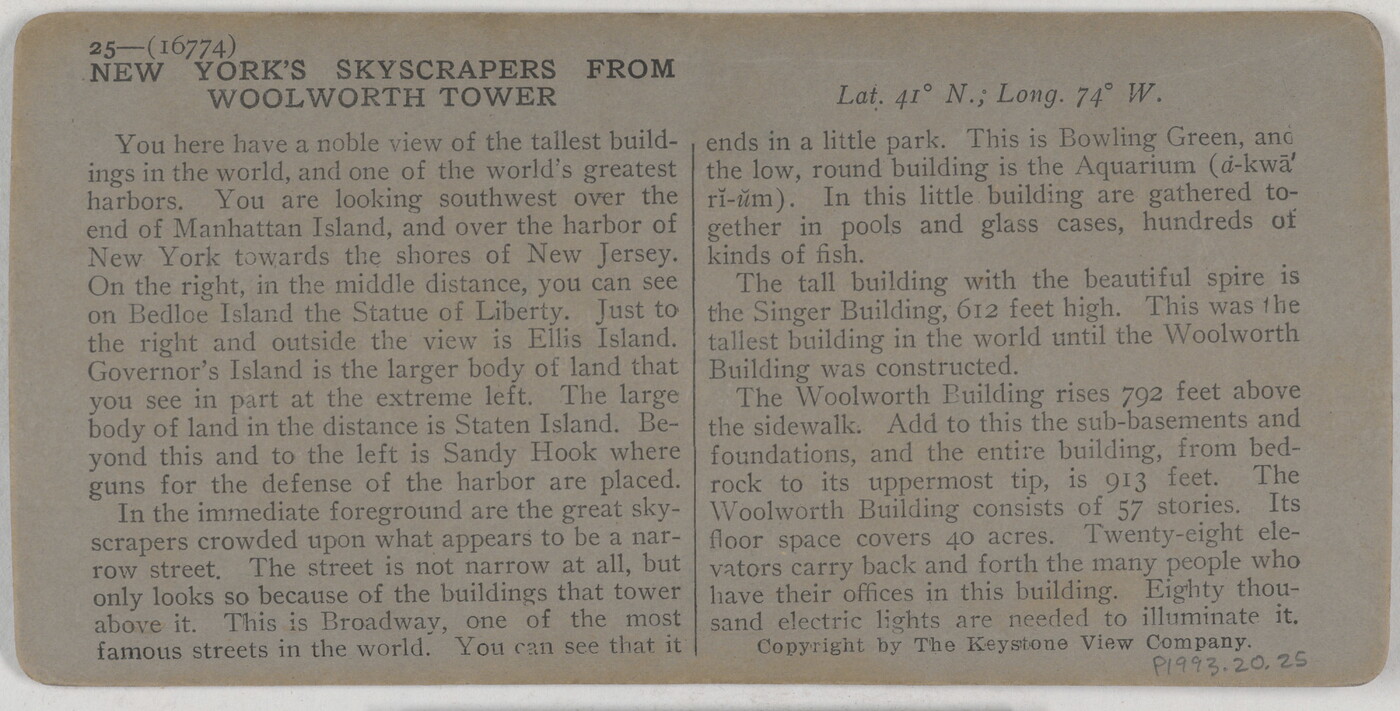 25—(16774)
NEW YORK'S SKYSCRAPERS FROM
WOOLWORTH TOWER
You here have a noble view of the tallest build-
ings in the world, and one of the world's greatest
harbors. You are looking southwest over the
end of Manhattan Island, and over the harbor of
New York towards the shores of New Jersey.
On the right, in the middle distance, you can see
on Bedloe Island the Statue of Liberty. Just to
the right and outside the view is Ellis Island.
Governor's Island is the larger body of land that
you see in part at the extreme left. The large
body of land in the distance is Staten Island. Be-
yond this and to the left is Sandy Hook where
guns for the defense of the harbor are placed.
In the immediate foreground are the great sky-
scrapers crowded upon what appears to be a nar-
row street. The street is not narrow at all, but
only looks so because of the buildings that tower
above it. This is Broadway, one of the most
famous streets in the world. You can see that it
Lat. 41° N.; Long. 74° W.
ends in a little park. This is Bowling Green, and
the low, round building is the Aquarium (ȧ-kwā′
rĭ-ŭm). In this little building are gathered to-
gether in pools and glass cases, hundreds of
kinds of fish.
The tall building with the beautiful spire is
the Singer Building, 612 feet high. This was the
tallest building in the world until the Woolworth
Building was constructed.
The Woolworth Building rises 792 feet above
the sidewalk. Add to this the sub-basements and
foundations, and the entire building, from bed-
rock to its uppermost tip, is 913 feet. The
Woolworth Building consists of 57 stories. Its
floor space covers 40 acres. Twenty-eight ele-
vators carry back and forth the many people who
have their offices in this building. Eighty thou-
sand electric lights are needed to illuminate it.
Copyright by The Keystone View Company.
P1993.20.25